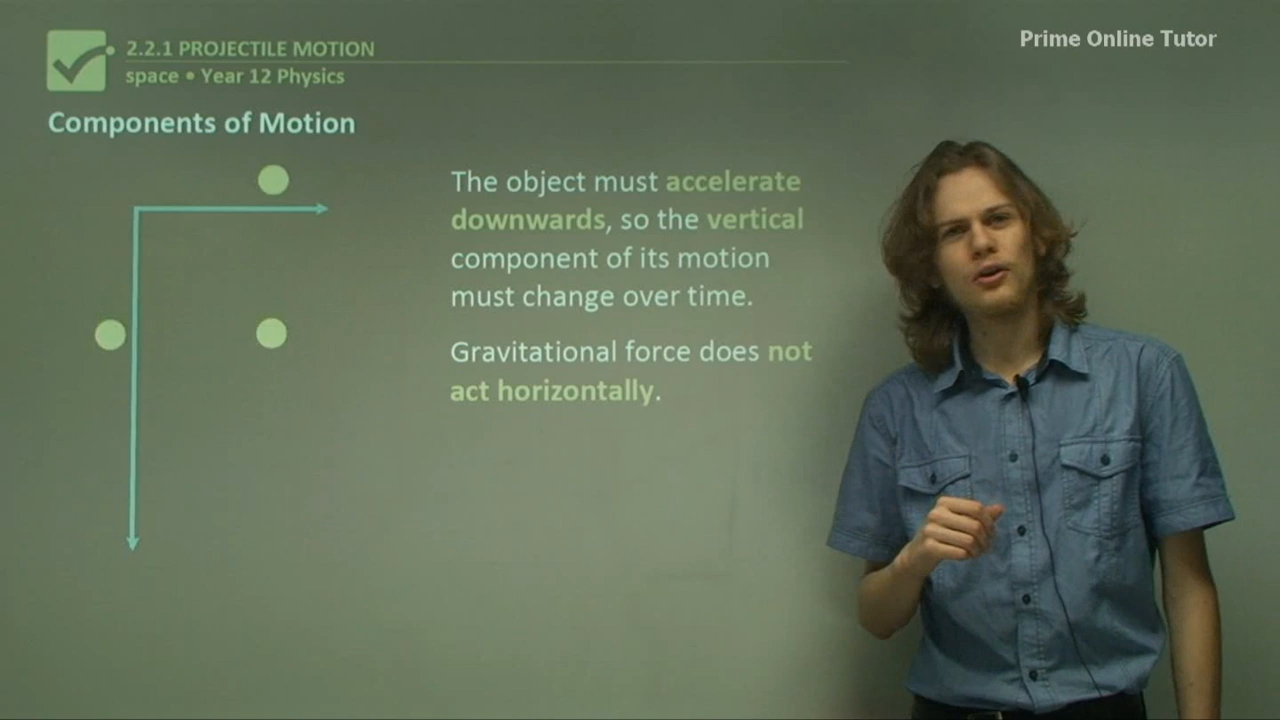 2.2.1 PROJECTILE MOTION
space • Year 12 Physics
Prime Online Tutor
Components of Motion
The object must accelerate
downwards, so the vertical
component of its motion
must change over time.
Gravitational force does not
act horizontally.